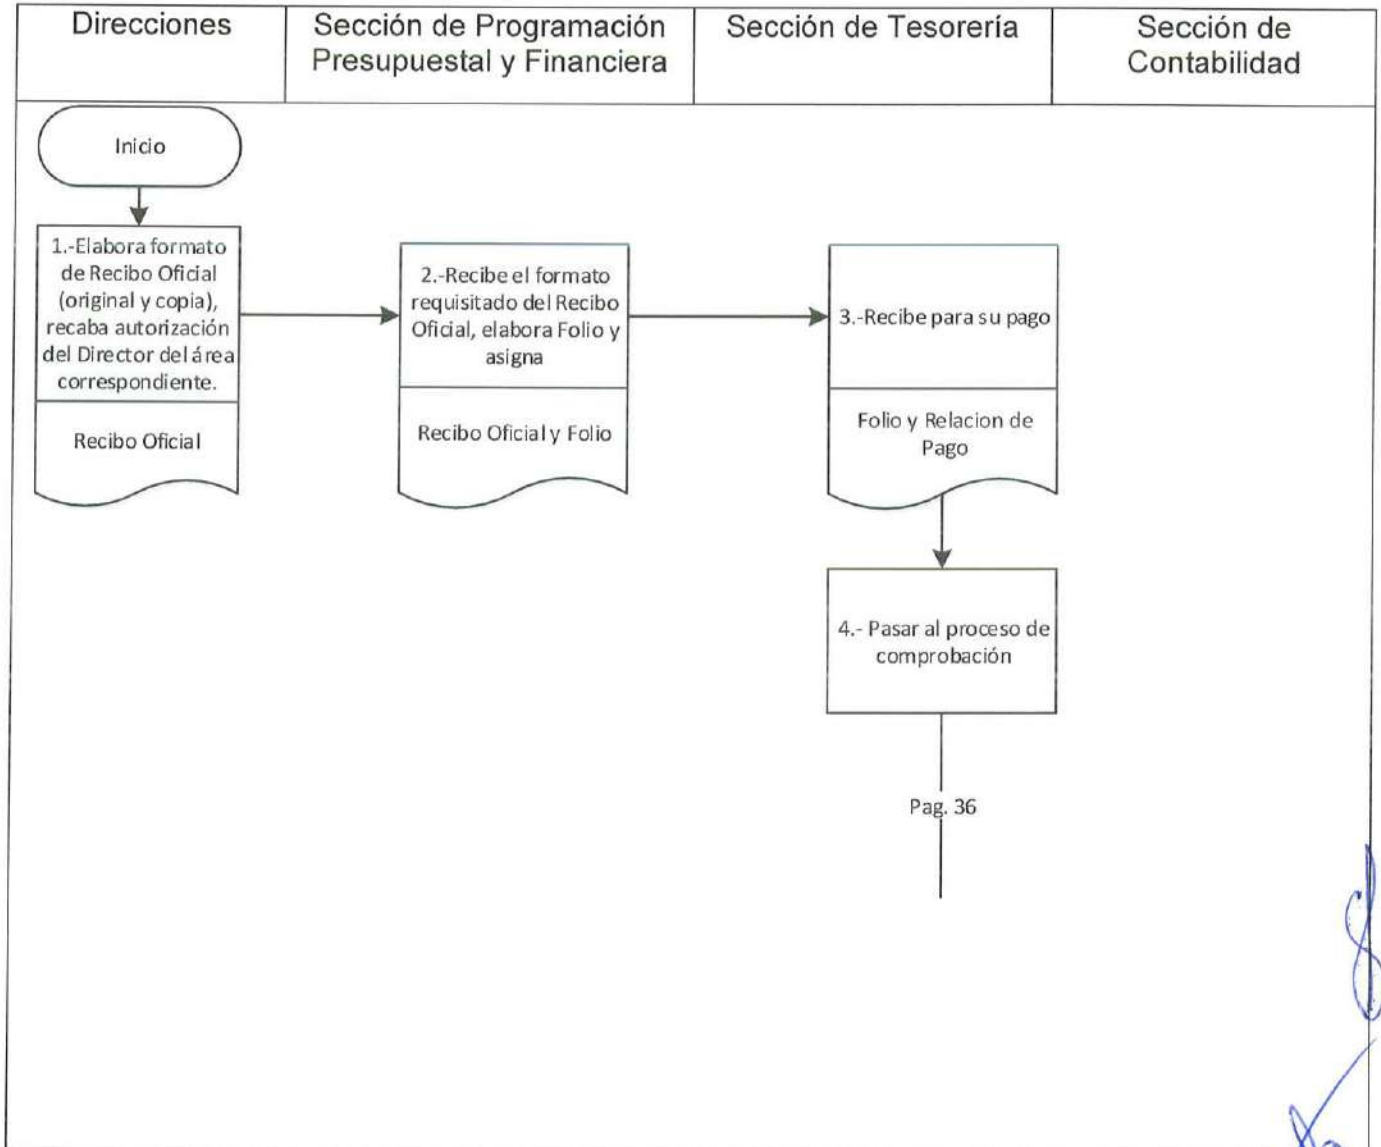 Direcciones
Sección de Programación
Presupuestal y Financiera
Sección de Tesorería
Sección de
Contabilidad
Inicio
1.-Elabora formato
de Recibo Oficial
(original y copia),
recaba autorización
del Director del área
correspondiente.
Recibo Oficial
2.-Recibe el formato
requisitado del Recibo
Oficial, elabora Folio y
asigna
Recibo Oficial y Folio
3.-Recibe para su pago
Folio y Relacion de
Pago
4.- Pasar al proceso de
comprobación
Pag. 36